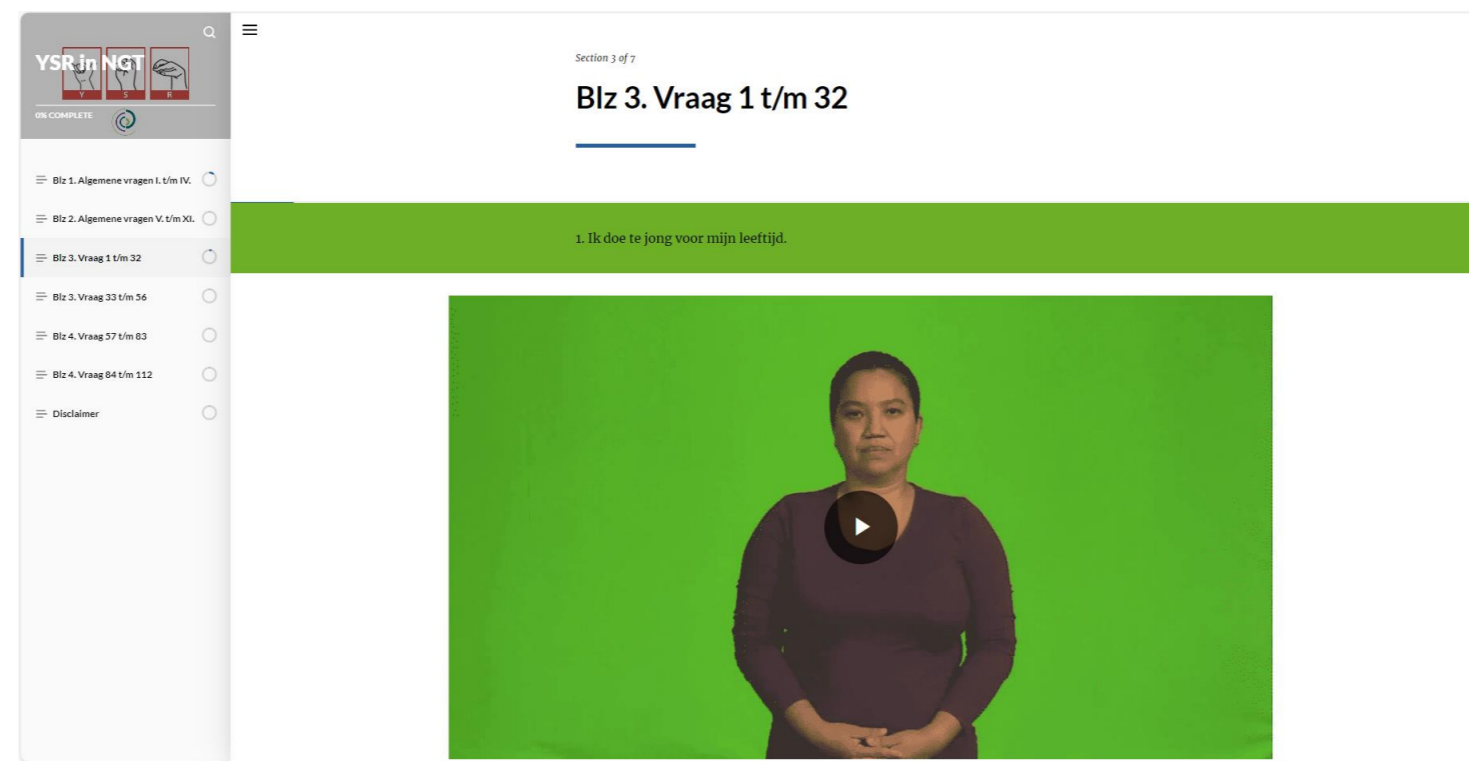 YSR in NGT
Y S R
0% COMPLETE
Blz 1. Algemene vragen I. t/m IV.
Blz 2. Algemene vragen V. t/m XI.
Blz 3. Vraag 1 t/m 32
Blz 3. Vraag 33 t/m 56
Blz 4. Vraag 57 t/m 83
Blz 4. Vraag 84 t/m 112
Disclaimer
Section 3 of 7
Blz 3. Vraag 1 t/m 32
1. Ik doe te jong voor mijn leeftijd.